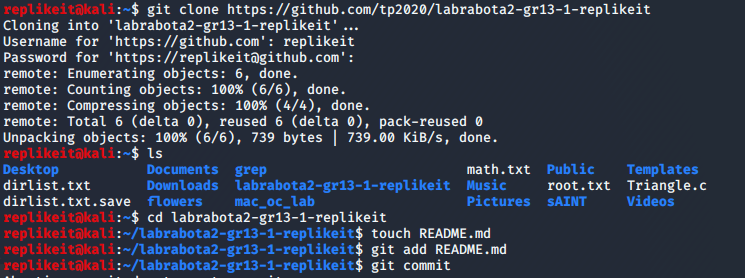 replikeit@kali:~$ git clone https://github.com/tp2020/labrabota2-gr13-1-replikeit
Cloning into 'labrabota2-gr13-1-replikeit'...
Username for 'https://github.com': replikeit
Password for 'https://replikeit@github.com':
remote: Enumerating objects: 6, done.
remote: Counting objects: 100% (6/6), done.
remote: Compressing objects: 100% (4/4), done.
remote: Total 6 (delta 0), reused 6 (delta 0), pack-reused 0
Unpacking objects: 100% (6/6), 739 bytes | 739.00 KiB/s, done.
replikeit@kali:~$ ls
Desktop Documents grep math.txt Public Templates
dirlist.txt Downloads labrabota2-gr13-1-replikeit Music root.txt Triangle.c
dirlist.txt.save flowers mac_oc_lab Pictures sAINT Videos
replikeit@kali:~$ cd labrabota2-gr13-1-replikeit
replikeit@kali:~/labrabota2-gr13-1-replikeit$ touch README.md
replikeit@kali:~/labrabota2-gr13-1-replikeit$ git add README.md
replikeit@kali:~/labrabota2-gr13-1-replikeit$ git commit